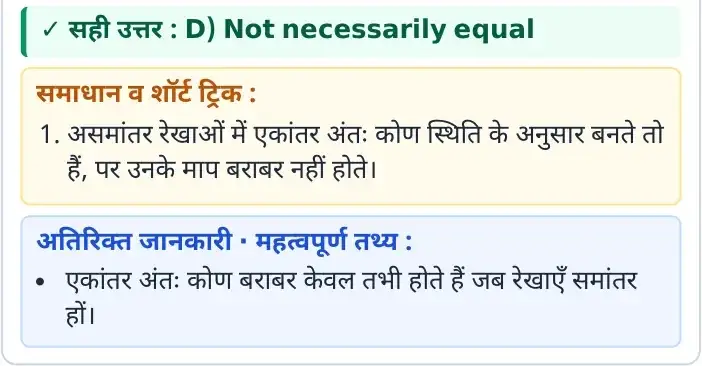 ✓ सही उत्तर : D) Not necessarily equal
समाधान व शॉर्ट ट्रिक :
1. असमांतर रेखाओं में एकांतर अंतः कोण स्थिति के अनुसार बनते तो
हैं, पर उनके माप बराबर नहीं होते।
अतिरिक्त जानकारी · महत्वपूर्ण तथ्य :
• एकांतर अंतः कोण बराबर केवल तभी होते हैं जब रेखाएँ समांतर
हों।